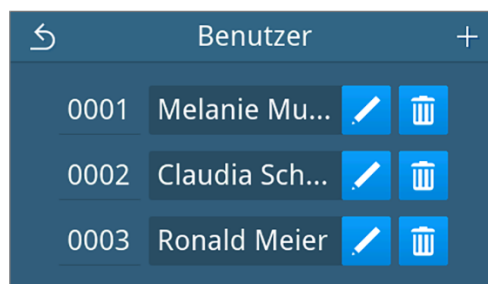 Benutzer
0001 Melanie Mu...
0002 Claudia Sch...
0003 Ronald Meier